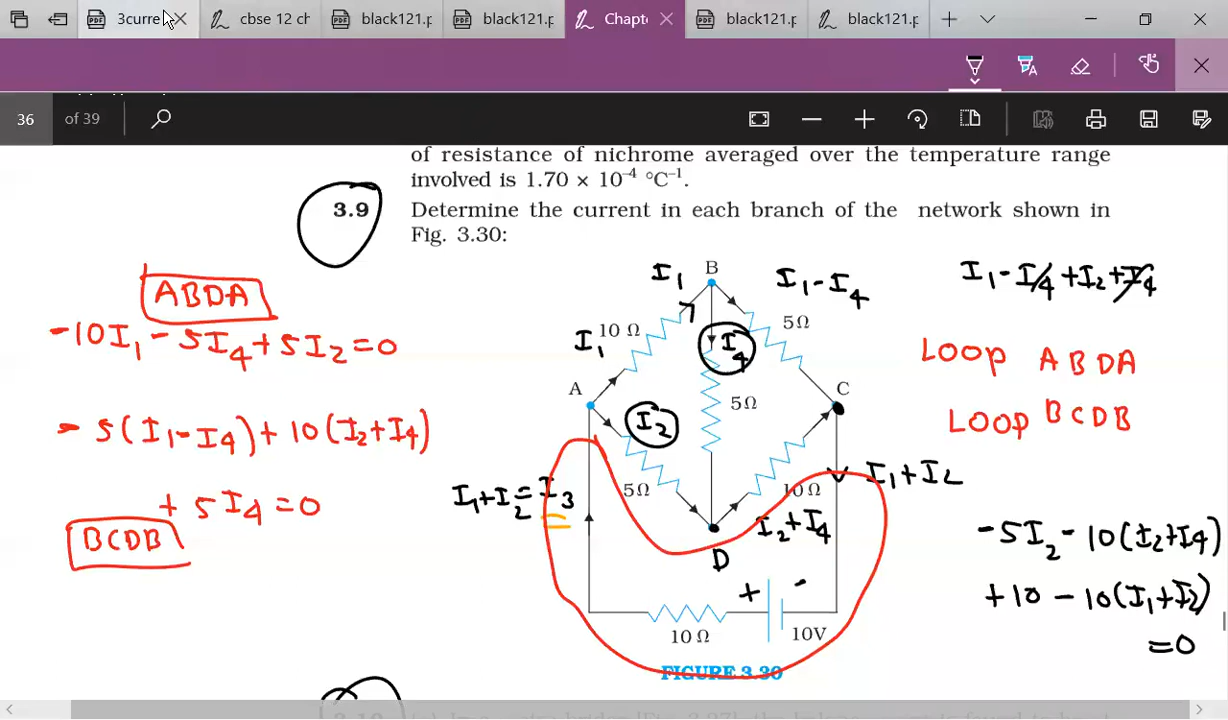 3curre
cbse 12 ch
black121.p
black121.p
Chapte
black121.p
black121.p
36 of 39
of resistance of nichrome averaged over the temperature range
involved is 1.70 × 10⁻⁴ °C⁻¹.
3.9 Determine the current in each branch of the network shown in
Fig. 3.30:
ABDA
-10I₁ - 5I₄ + 5I₂ = 0
- 5(I₁-I₄) + 10(I₂+I₄)
+ 5I₄ = 0
BCDB
I₁
B
I₁-I₄
I₁
10 Ω
I₄
5Ω
A
I₂
5Ω
C
I₁+I₂=I₃
5Ω
10Ω
I₁+I₂
I₂+I₄
D
+ -
10Ω
10V
FIGURE 3.30
I₁-I₄+I₂+I₄
LOOP ABDA
LOOP BCDB
-5I₂-10(I₂+I₄)
+10-10(I₁+I₂)
=0